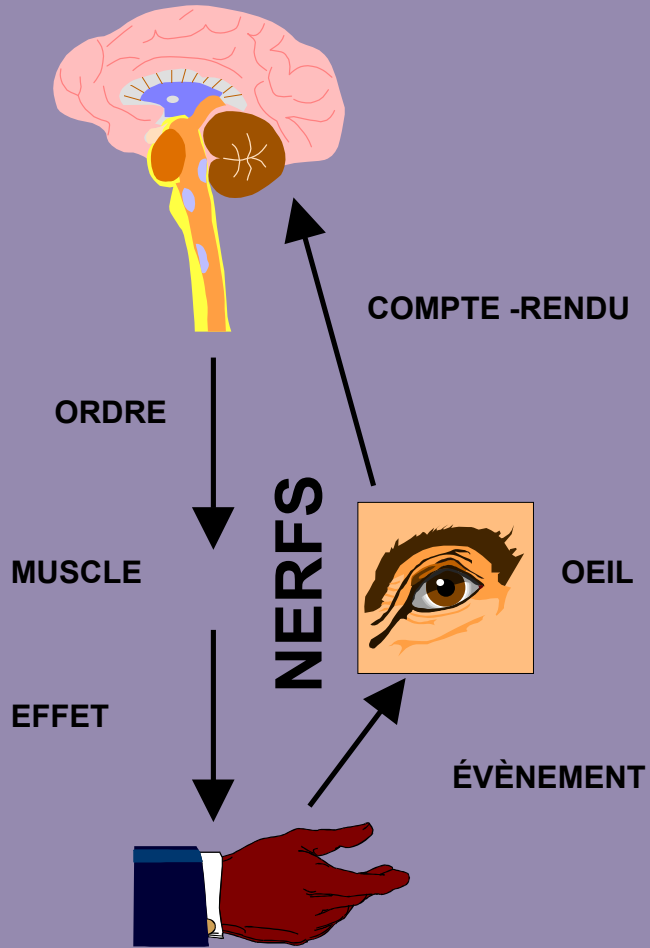 COMPTE -RENDU
ORDRE
NERFS
MUSCLE
OEIL
EFFET
ÉVÈNEMENT